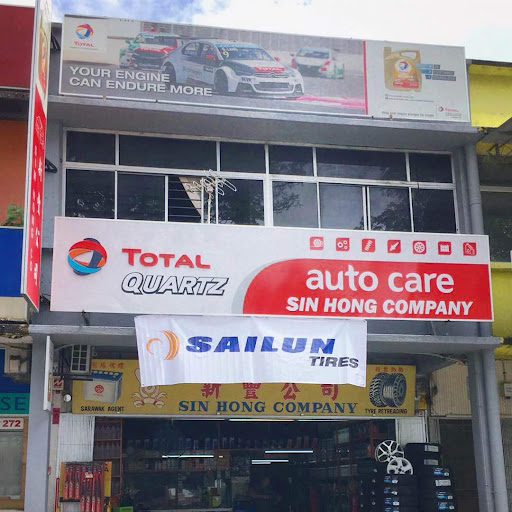 TOTAL
YOUR ENGINE
CAN ENDURE MORE
TOTAL
QUARTZ
auto care
SIN HONG COMPANY
SAILUN
TIRES
新豐公司
SARAWAK AGENT
SIN HONG COMPANY
TYRE RETREADING
SE
272